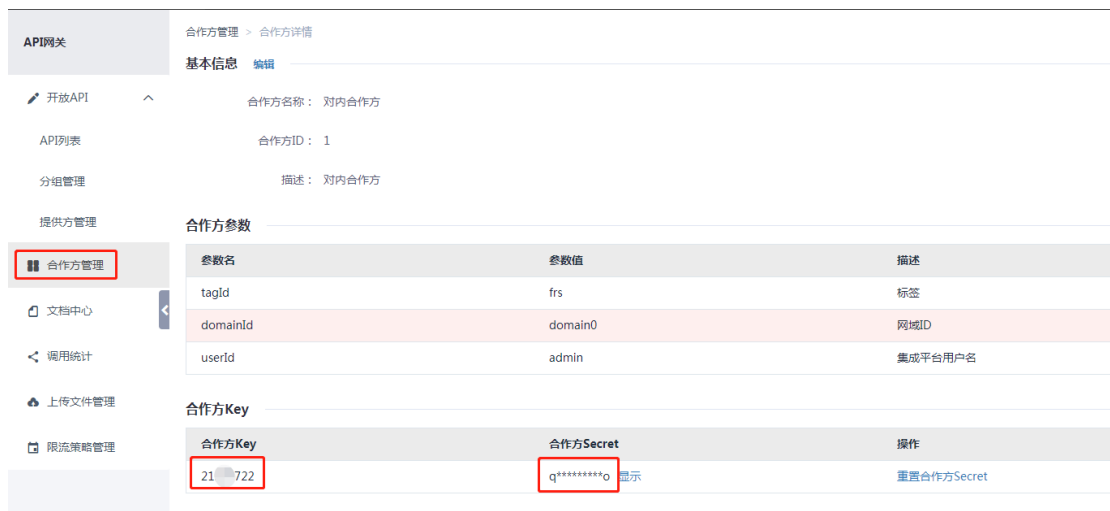 API网关
开放API
API列表
分组管理
提供方管理
合作方管理
文档中心
调用统计
上传文件管理
限流策略管理
合作方管理 > 合作方详情
基本信息 编辑
合作方名称： 对内合作方
合作方ID： 1
描述： 对内合作方
合作方参数
参数名 参数值 描述
tagId frs 标签
domainId domain0 网域ID
userId admin 集成平台用户名
合作方Key
合作方Key 合作方Secret 操作
21 722 q*********o 显示 重置合作方Secret